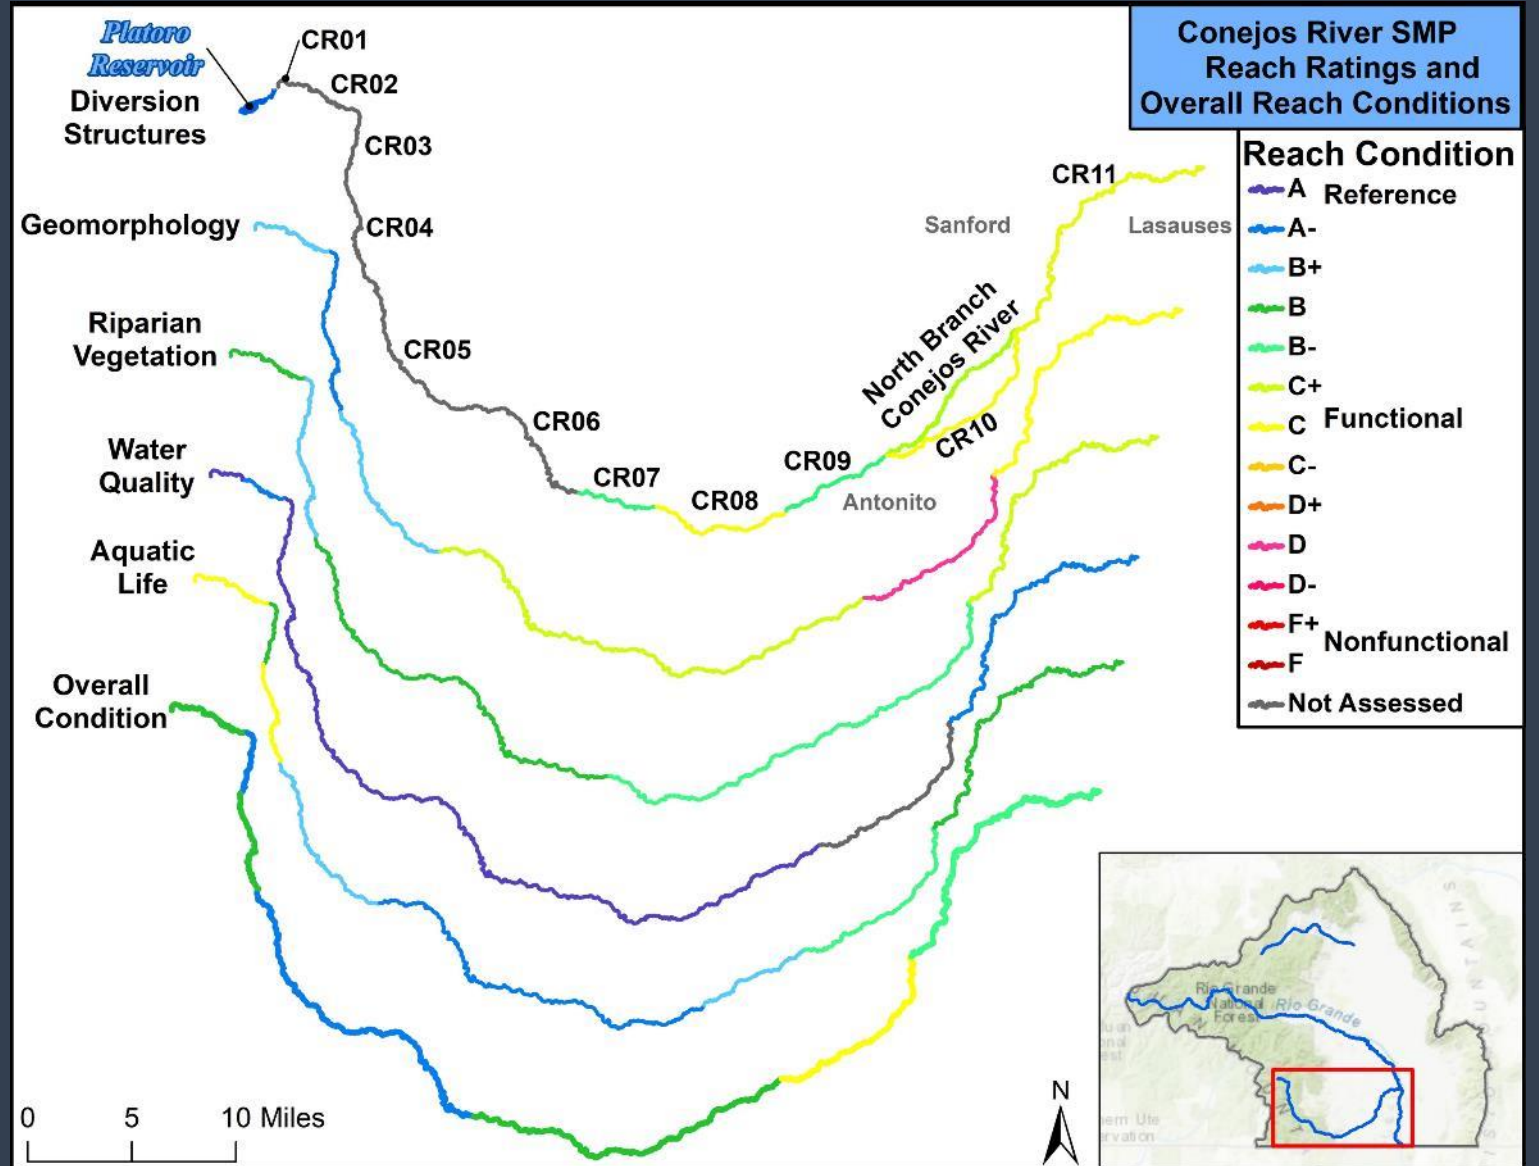 Platoro
Reservoir
Diversion
Structures
CR01
CR02
CR03
CR04
CR05
CR06
CR07
CR08
CR09
CR10
CR11
North Branch
Conejos River
Sanford
Lasauses
Antonito
Geomorphology
Riparian
Vegetation
Water
Quality
Aquatic
Life
Overall
Condition
Conejos River SMP
Reach Ratings and
Overall Reach Conditions
Reach Condition
A Reference
A-
B+
B
B-
C+
C Functional
C-
D+
D
D-
F+
Nonfunctional
F
Not Assessed
0 5 10 Miles
N
Rio Grande
National
Forest
Rio Grande